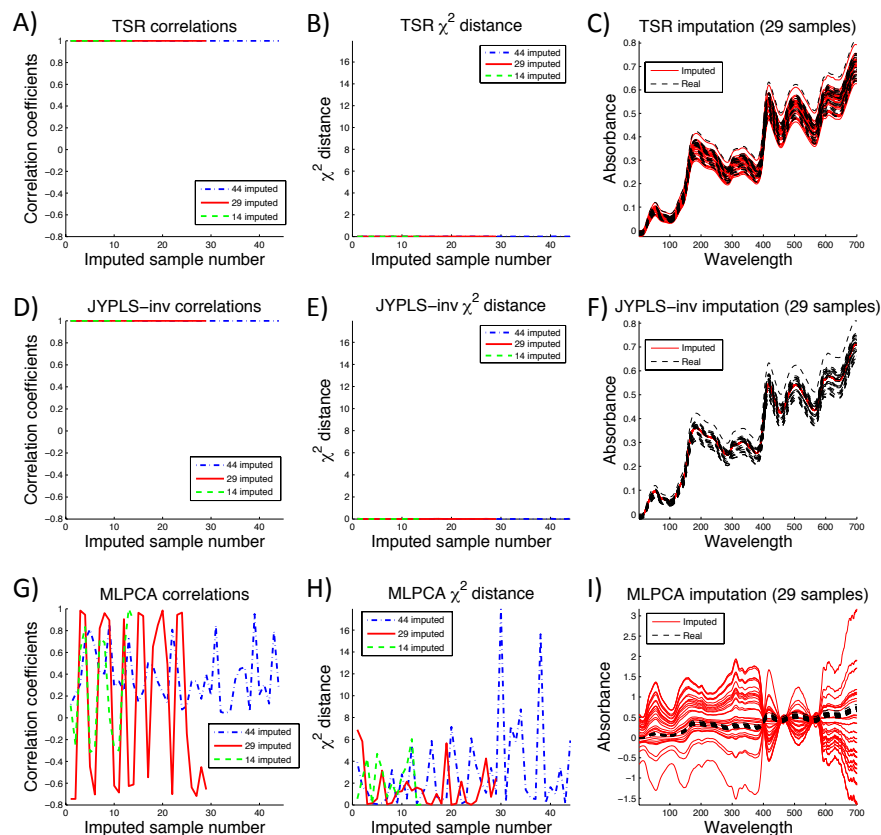 A)
TSR correlations
Correlation coefficients
1
0.8
0.6
0.4
0.2
0
−0.2
−0.4
−0.6
−0.8
0 10 20 30 40
Imputed sample number
44 imputed
29 imputed
14 imputed
B)
TSR χ² distance
χ² distance
16
14
12
10
8
6
4
2
0
0 10 20 30 40
Imputed sample number
44 imputed
29 imputed
14 imputed
C)
TSR imputation (29 samples)
Absorbance
0.8
0.7
0.6
0.5
0.4
0.3
0.2
0.1
0
100 200 300 400 500 600 700
Wavelength
Imputed
Real
D)
JYPLS−inv correlations
Correlation coefficients
1
0.8
0.6
0.4
0.2
0
−0.2
−0.4
−0.6
−0.8
0 10 20 30 40
Imputed sample number
44 imputed
29 imputed
14 imputed
E)
JYPLS−inv χ² distance
χ² distance
16
14
12
10
8
6
4
2
0
0 10 20 30 40
Imputed sample number
44 imputed
29 imputed
14 imputed
F)
JYPLS−inv imputation (29 samples)
Absorbance
0.8
0.7
0.6
0.5
0.4
0.3
0.2
0.1
0
100 200 300 400 500 600 700
Wavelength
Imputed
Real
G)
MLPCA correlations
Correlation coefficients
1
0.8
0.6
0.4
0.2
0
−0.2
−0.4
−0.6
−0.8
0 10 20 30 40
Imputed sample number
44 imputed
29 imputed
14 imputed
H)
MLPCA χ² distance
χ² distance
16
14
12
10
8
6
4
2
0
0 10 20 30 40
Imputed sample number
44 imputed
29 imputed
14 imputed
I)
MLPCA imputation (29 samples)
Absorbance
3
2.5
2
1.5
1
0.5
0
−0.5
−1
−1.5
100 200 300 400 500 600 700
Wavelength
Imputed
Real